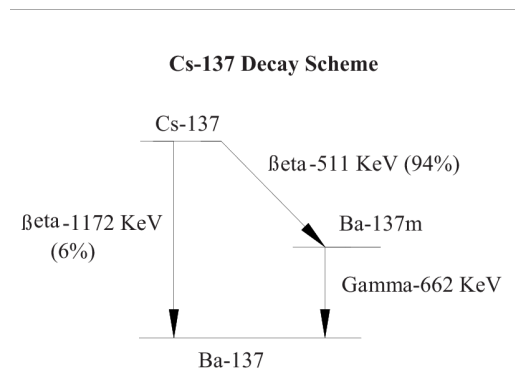 Cs-137 Decay Scheme
Cs-137
ßeta-511 KeV (94%)
ßeta-1172 KeV
(6%)
Ba-137m
Gamma-662 KeV
Ba-137